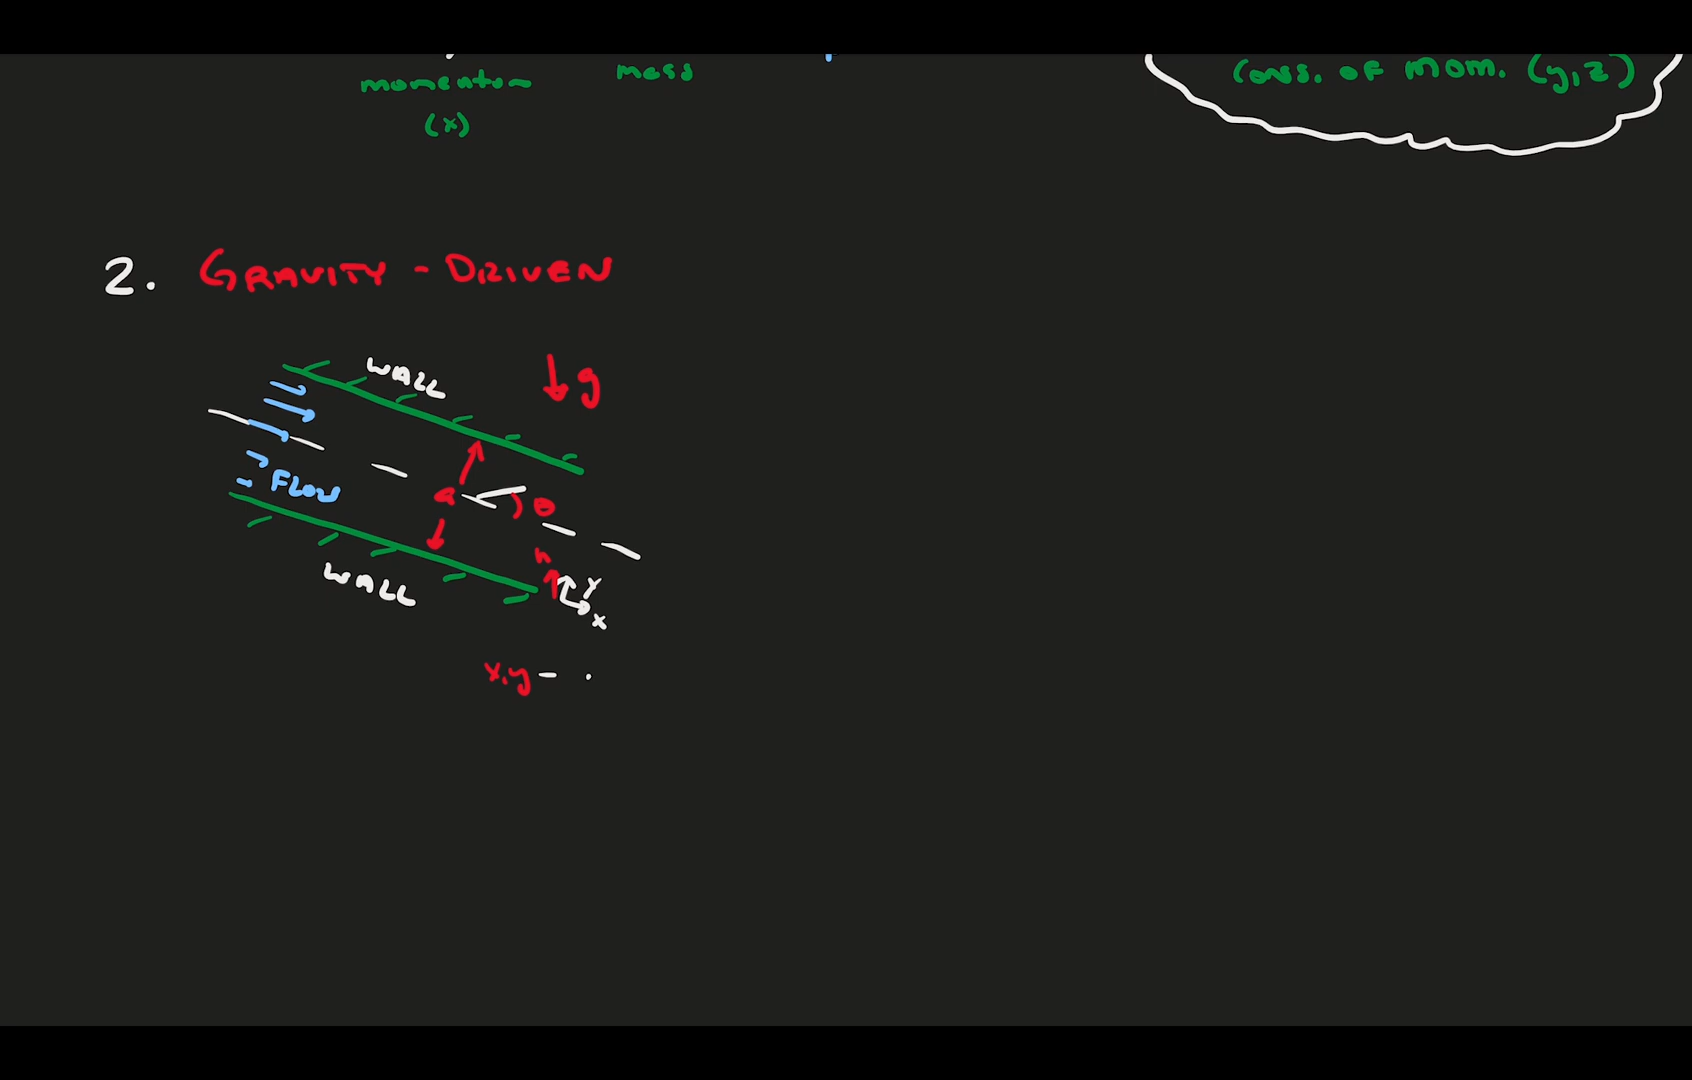 momentum
(x)
mass
Cons. of mom. (y,z)
2. GRAVITY - DRIVEN
WALL
g
FLOW
a
θ
h
Y
X
WALL
x,y -